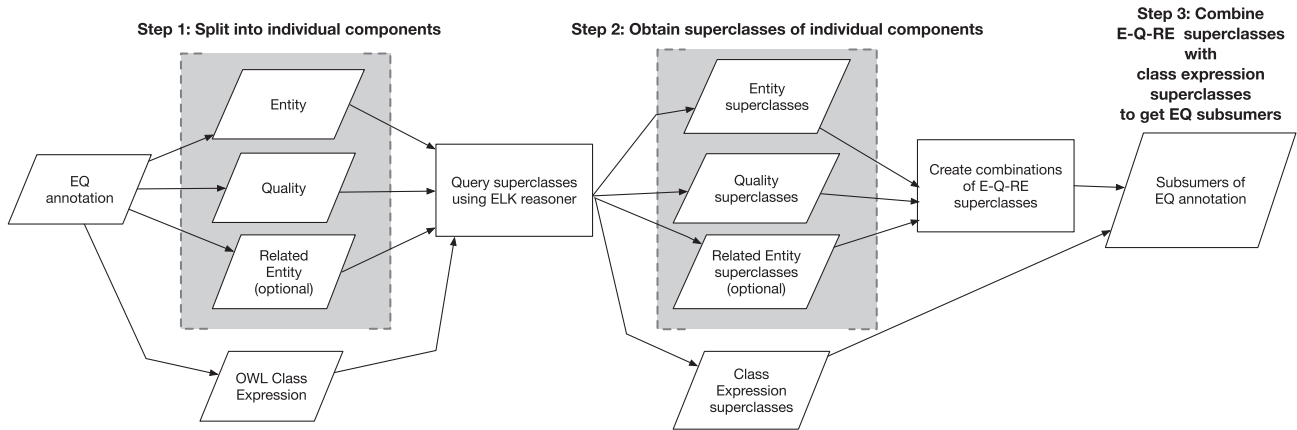 Step 1: Split into individual components
Step 2: Obtain superclasses of individual components
Step 3: Combine
E-Q-RE superclasses
with
class expression
superclasses
to get EQ subsumers
EQ
annotation
Entity
Quality
Related
Entity
(optional)
OWL Class
Expression
Query superclasses
using ELK reasoner
Entity
superclasses
Quality
superclasses
Related Entity
superclasses
(optional)
Class
Expression
superclasses
Create combinations
of E-Q-RE
superclasses
Subsumers of
EQ annotation